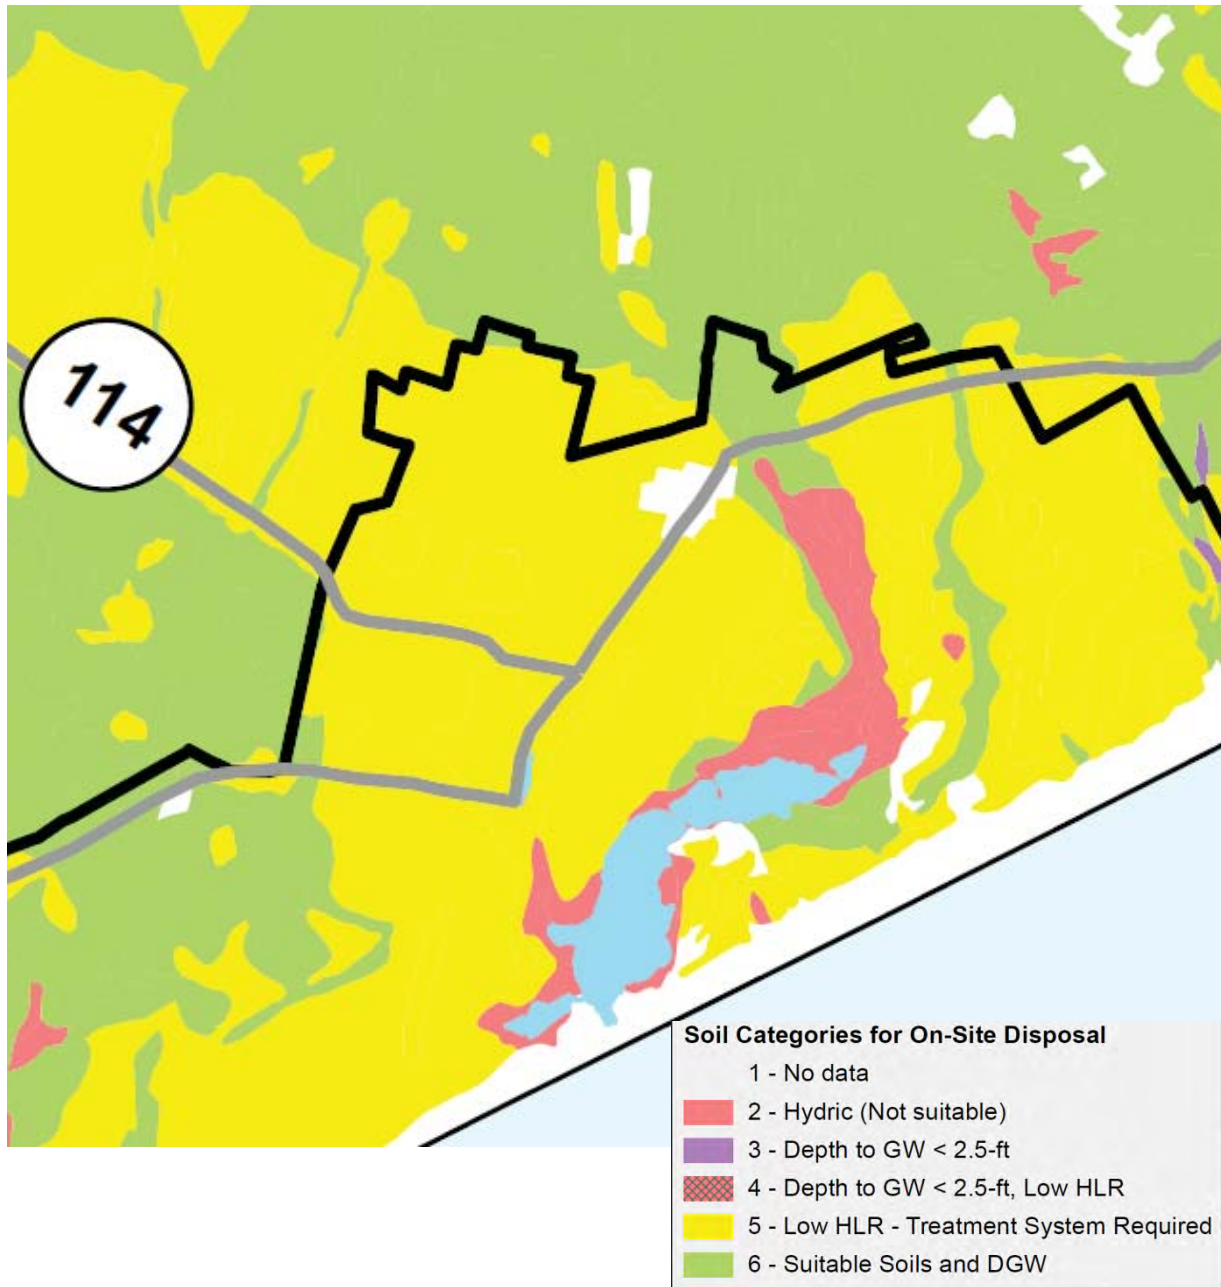 114
Soil Categories for On-Site Disposal
1 - No data
2 - Hydric (Not suitable)
3 - Depth to GW < 2.5-ft
4 - Depth to GW < 2.5-ft, Low HLR
5 - Low HLR - Treatment System Required
6 - Suitable Soils and DGW